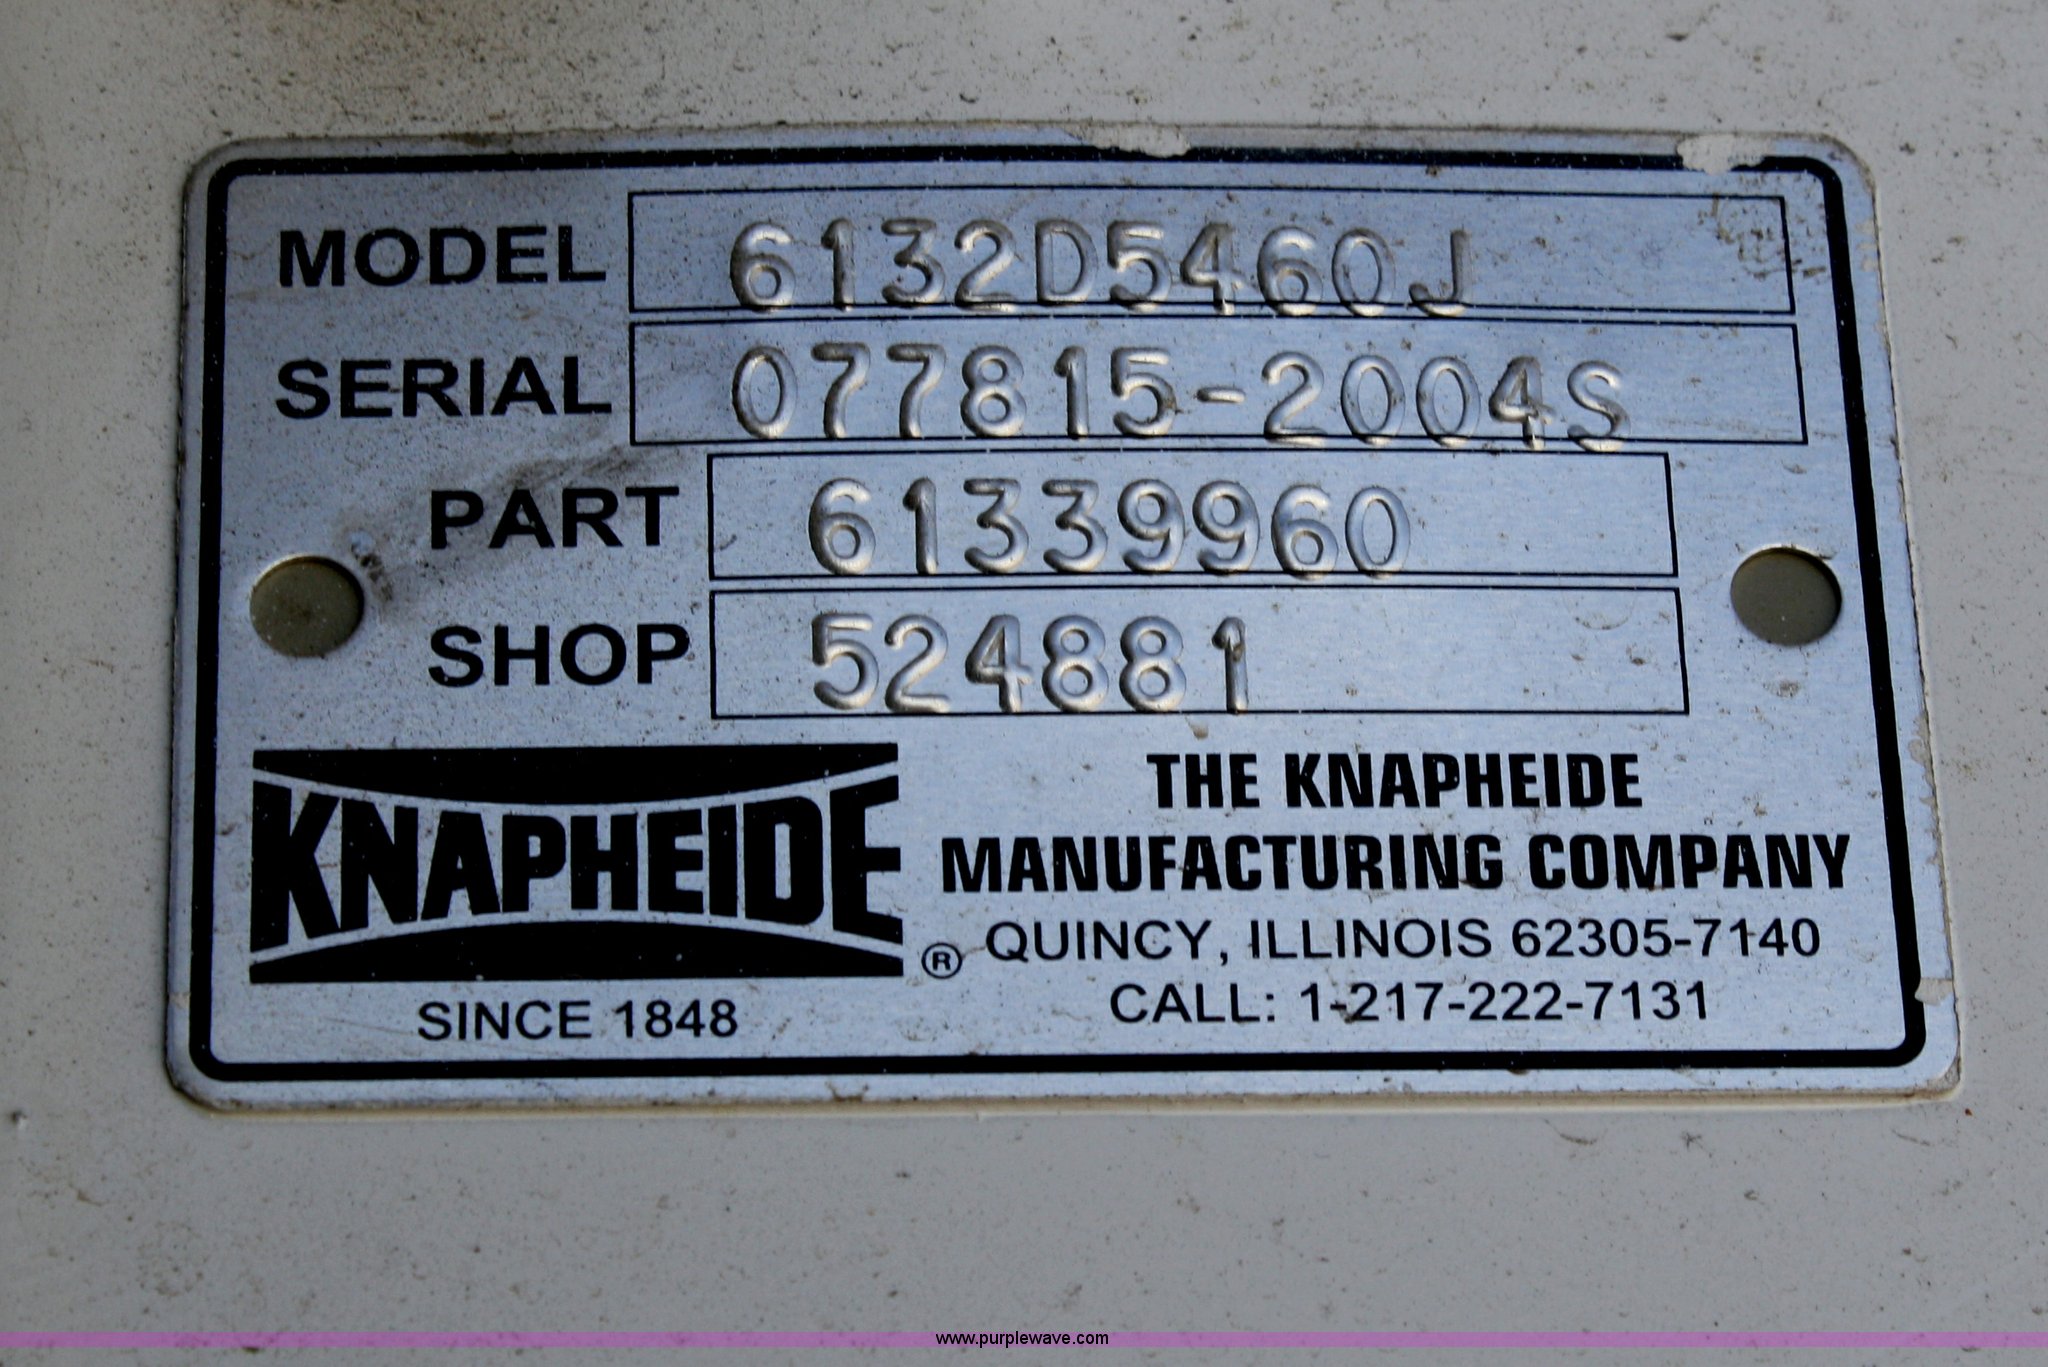 MODEL 6132D5460J
SERIAL 077815-2004S
PART 61339960
SHOP 524881
KNAPHEIDE
®
SINCE 1848
THE KNAPHEIDE
MANUFACTURING COMPANY
QUINCY, ILLINOIS 62305-7140
CALL: 1-217-222-7131
www.purplewave.com